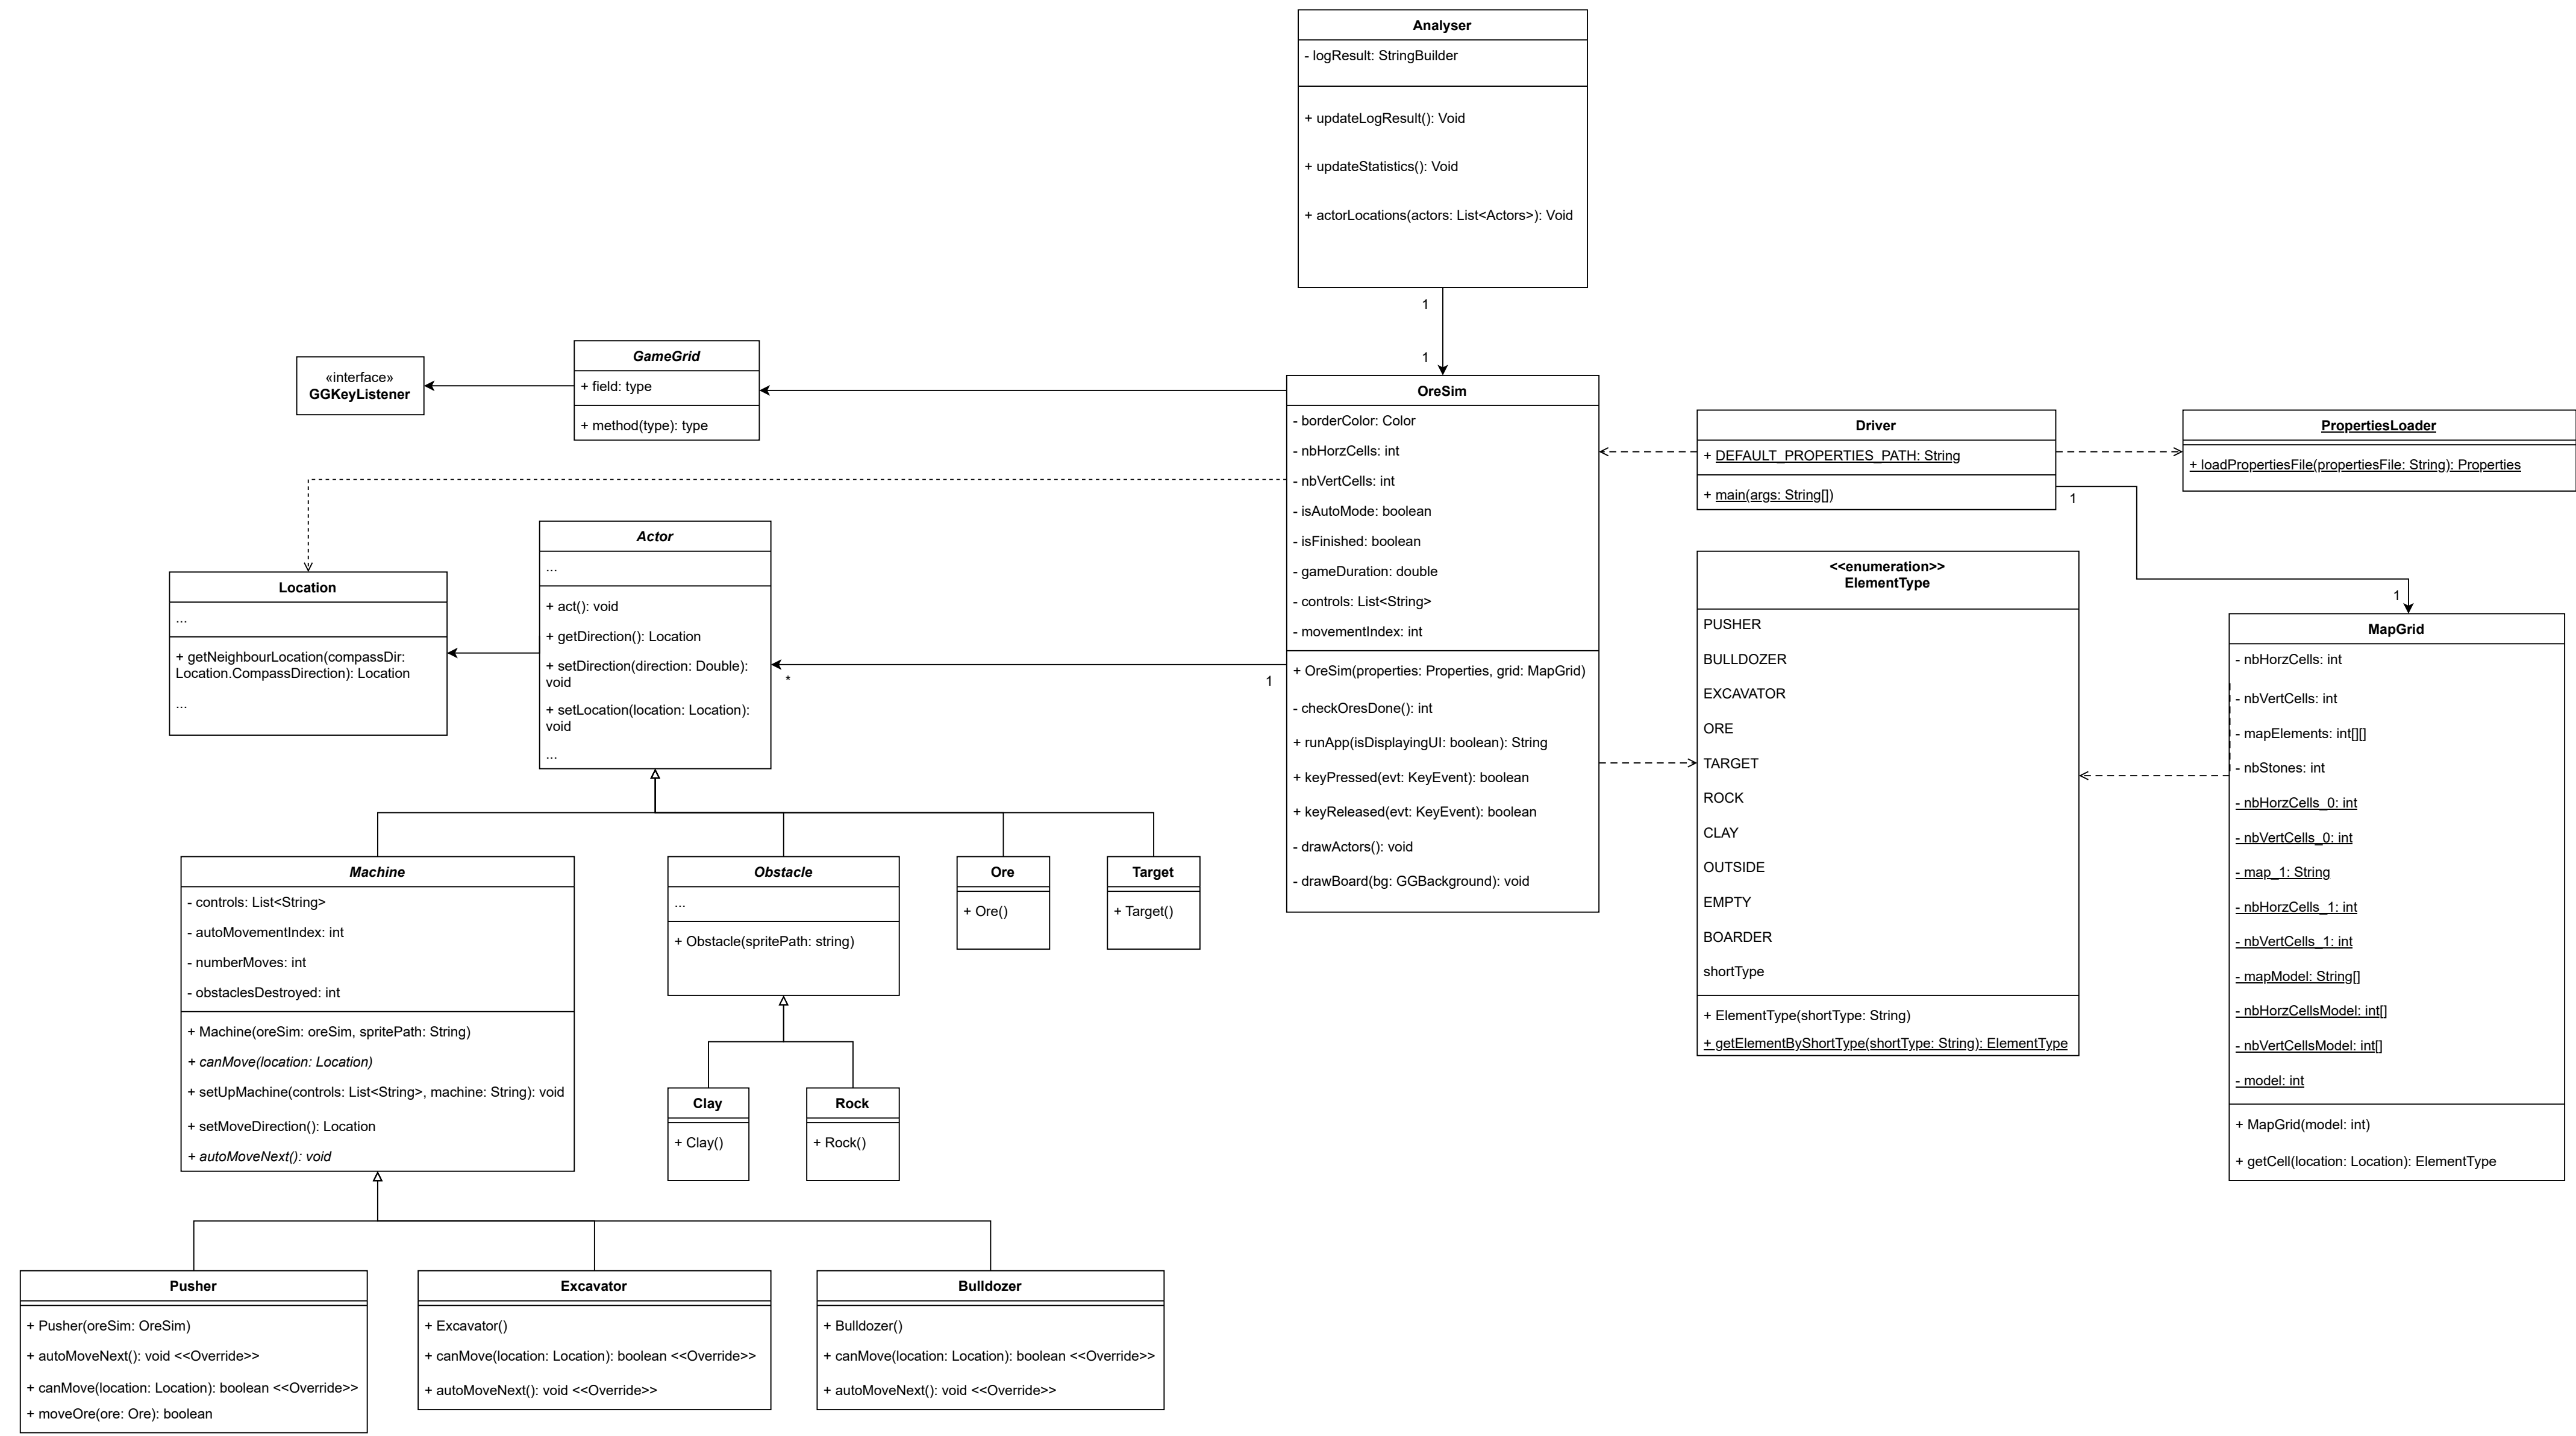 Analyser
- logResult: StringBuilder
+ updateLogResult(): Void
+ updateStatistics(): Void
+ actorLocations(actors: List<Actors>): Void
1
1
«interface»
GGKeyListener
GameGrid
+ field: type
+ method(type): type
OreSim
- borderColor: Color
- nbHorzCells: int
- nbVertCells: int
- isAutoMode: boolean
- isFinished: boolean
- gameDuration: double
- controls: List<String>
- movementIndex: int
+ OreSim(properties: Properties, grid: MapGrid)
- checkOresDone(): int
+ runApp(isDisplayingUI: boolean): String
+ keyPressed(evt: KeyEvent): boolean
+ keyReleased(evt: KeyEvent): boolean
- drawActors(): void
- drawBoard(bg: GGBackground): void
Driver
+ DEFAULT_PROPERTIES_PATH: String
+ main(args: String[])
1
1
PropertiesLoader
+ loadPropertiesFile(propertiesFile: String): Properties
Location
...
+ getNeighbourLocation(compassDir:
Location.CompassDirection): Location
...
Actor
...
+ act(): void
+ getDirection(): Location
+ setDirection(direction: Double):
void
+ setLocation(location: Location):
void
...
*
1
<<enumeration>>
ElementType
PUSHER
BULLDOZER
EXCAVATOR
ORE
TARGET
ROCK
CLAY
OUTSIDE
EMPTY
BOARDER
shortType
+ ElementType(shortType: String)
+ getElementByShortType(shortType: String): ElementType
MapGrid
- nbHorzCells: int
- nbVertCells: int
- mapElements: int[][]
- nbStones: int
- nbHorzCells_0: int
- nbVertCells_0: int
- map_1: String
- nbHorzCells_1: int
- nbVertCells_1: int
- mapModel: String[]
- nbHorzCellsModel: int[]
- nbVertCellsModel: int[]
- model: int
+ MapGrid(model: int)
+ getCell(location: Location): ElementType
Machine
- controls: List<String>
- autoMovementIndex: int
- numberMoves: int
- obstaclesDestroyed: int
+ Machine(oreSim: oreSim, spritePath: String)
+ canMove(location: Location)
+ setUpMachine(controls: List<String>, machine: String): void
+ setMoveDirection(): Location
+ autoMoveNext(): void
Obstacle
...
+ Obstacle(spritePath: string)
Ore
+ Ore()
Target
+ Target()
Clay
+ Clay()
Rock
+ Rock()
Pusher
+ Pusher(oreSim: OreSim)
+ autoMoveNext(): void <<Override>>
+ canMove(location: Location): boolean <<Override>>
+ moveOre(ore: Ore): boolean
Excavator
+ Excavator()
+ canMove(location: Location): boolean <<Override>>
+ autoMoveNext(): void <<Override>>
Bulldozer
+ Bulldozer()
+ canMove(location: Location): boolean <<Override>>
+ autoMoveNext(): void <<Override>>